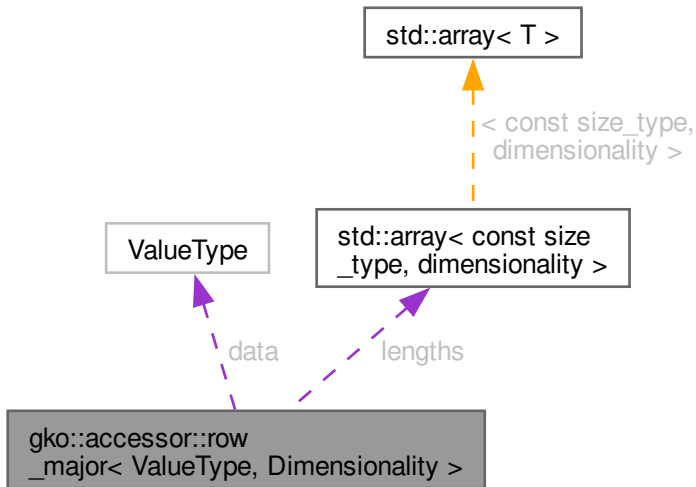 std::array< T >
< const size_type,
dimensionality >
std::array< const size
_type, dimensionality >
ValueType
data
lengths
gko::accessor::row
_major< ValueType, Dimensionality >